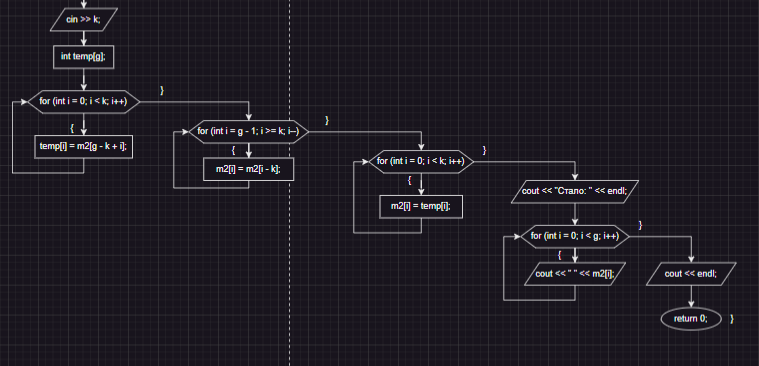 cin >> k;
int temp[g];
for (int i = 0; i < k; i++)
}
{
temp[i] = m2[g - k + i];
for (int i = g - 1; i >= k; i--)
}
{
m2[i] = m2[i - k];
for (int i = 0; i < k; i++)
}
{
m2[i] = temp[i];
cout << "Стало: " << endl;
for (int i = 0; i < g; i++)
}
{
cout << " " << m2[i];
cout << endl;
return 0;
}